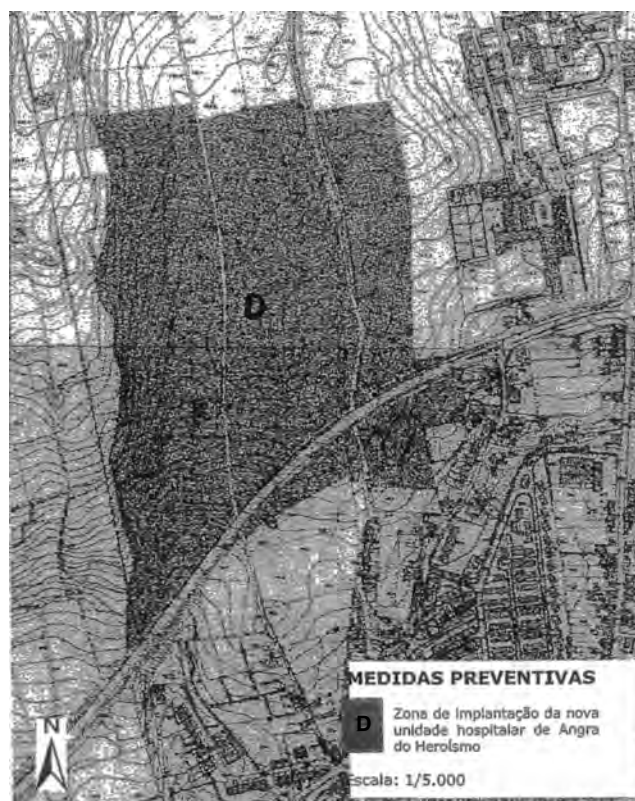 D
MEDIDAS PREVENTIVAS
D
Zona de implantação da nova
unidade hospitalar de Angra
do Heroísmo
N
Escala: 1/5.000